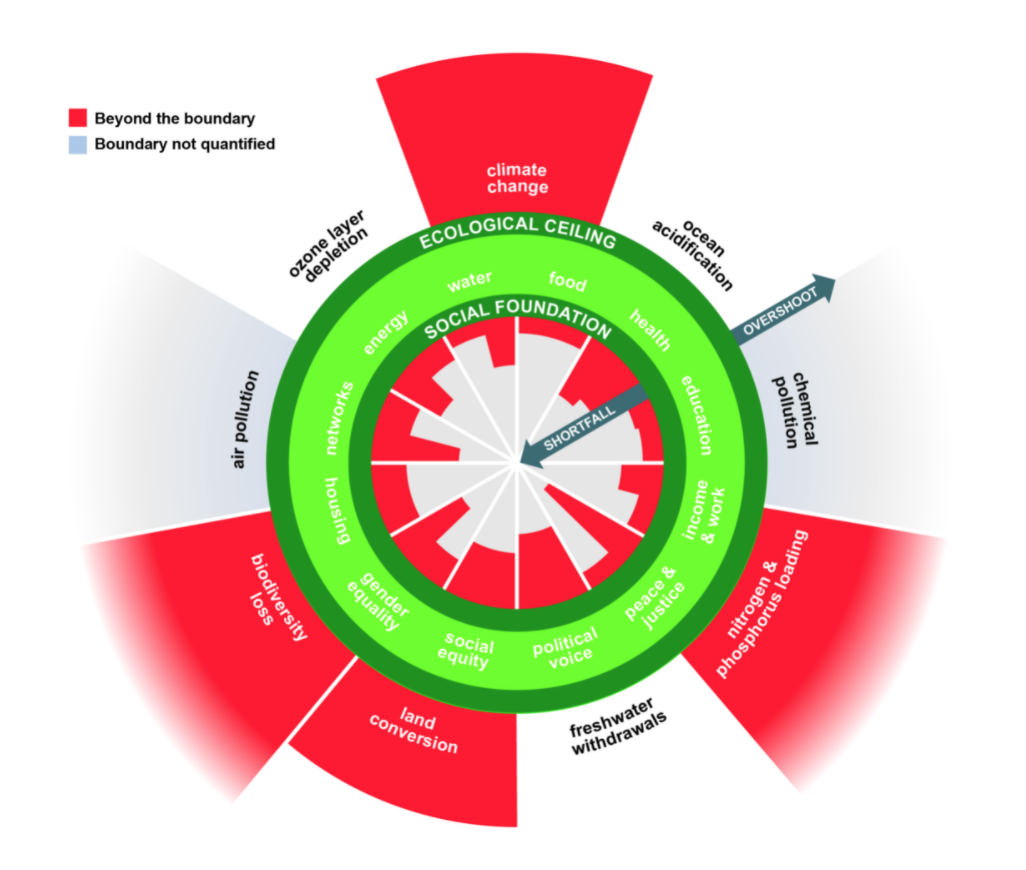 Beyond the boundary
Boundary not quantified
climate
change
ozone layer
depletion
ocean
acidification
ECOLOGICAL CEILING
OVERSHOOT
water
food
energy
health
SOCIAL FOUNDATION
SHORTFALL
air pollution
networks
education
chemical
pollution
housing
income
& work
gender
equality
social
equity
political
voice
peace &
justice
biodiversity
loss
land
conversion
freshwater
withdrawals
nitrogen &
phosphorus loading